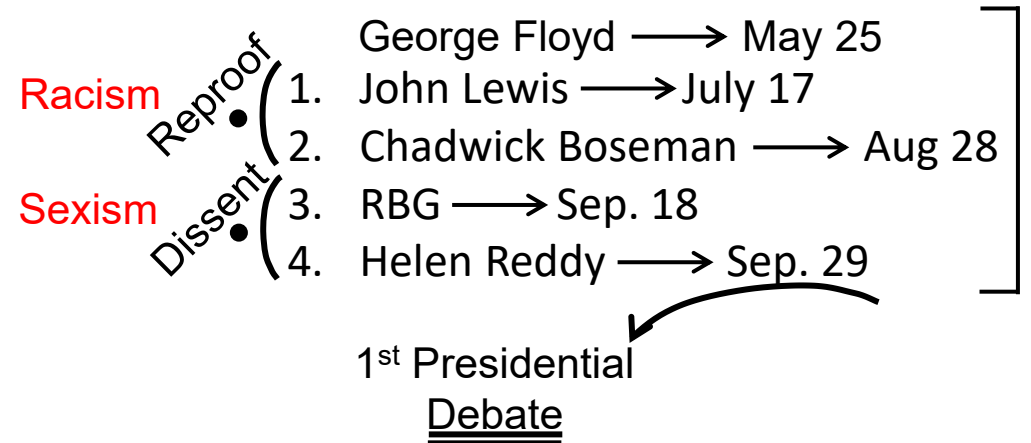 George Floyd → May 25
Racism Reproof 1. John Lewis → July 17
2. Chadwick Boseman → Aug 28
Sexism Dissent 3. RBG → Sep. 18
4. Helen Reddy → Sep. 29
1st Presidential
Debate